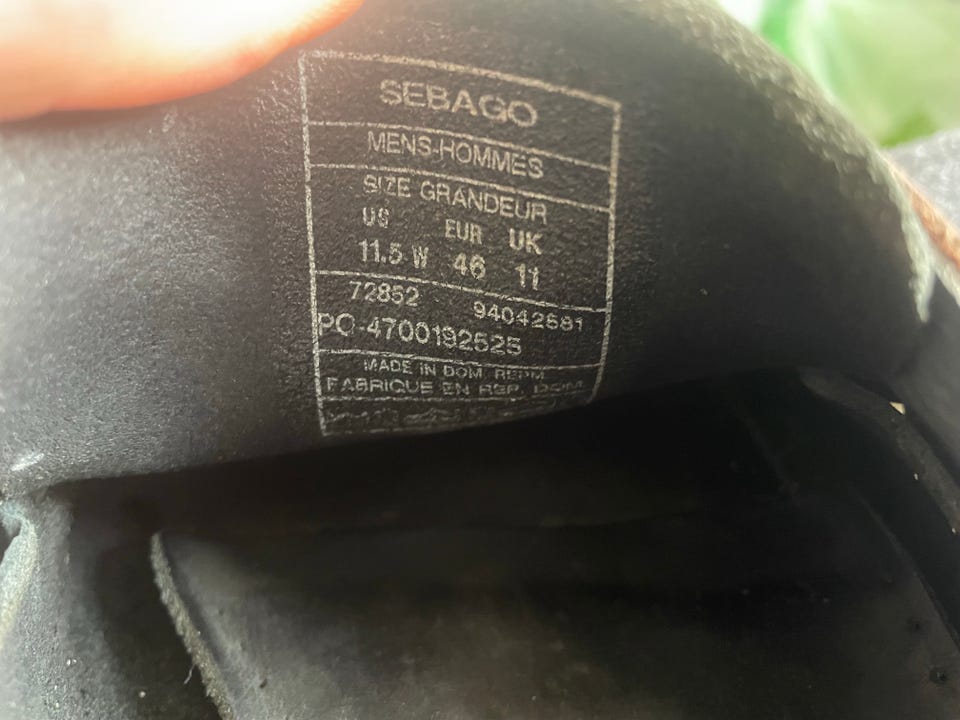 SEBAGO
MENS-HOMMES
SIZE GRANDEUR
US EUR UK
11.5 W 46 11
72852 94042581
PO-4700192525
MADE IN DOM. REPM
FABRIQUE EN REP. DOM.